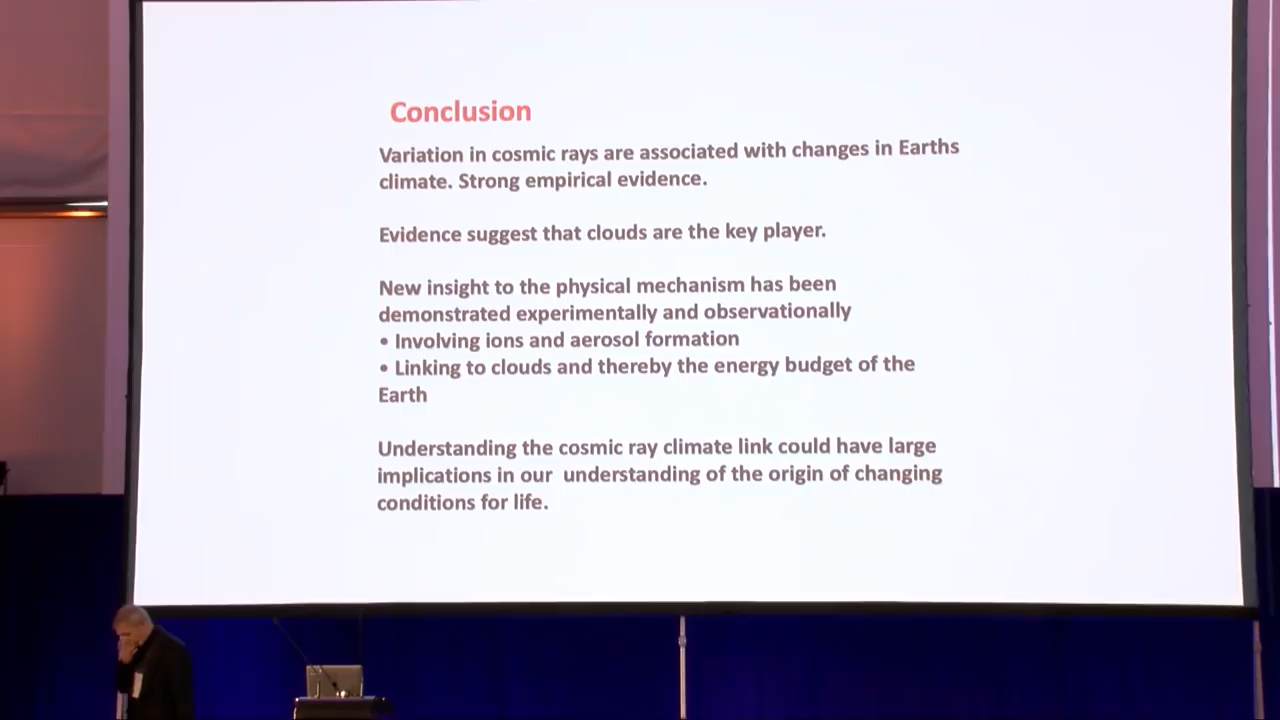 Conclusion
Variation in cosmic rays are associated with changes in Earths
climate. Strong empirical evidence.
Evidence suggest that clouds are the key player.
New insight to the physical mechanism has been
demonstrated experimentally and observationally
• Involving ions and aerosol formation
• Linking to clouds and thereby the energy budget of the
Earth
Understanding the cosmic ray climate link could have large
implications in our  understanding of the origin of changing
conditions for life.